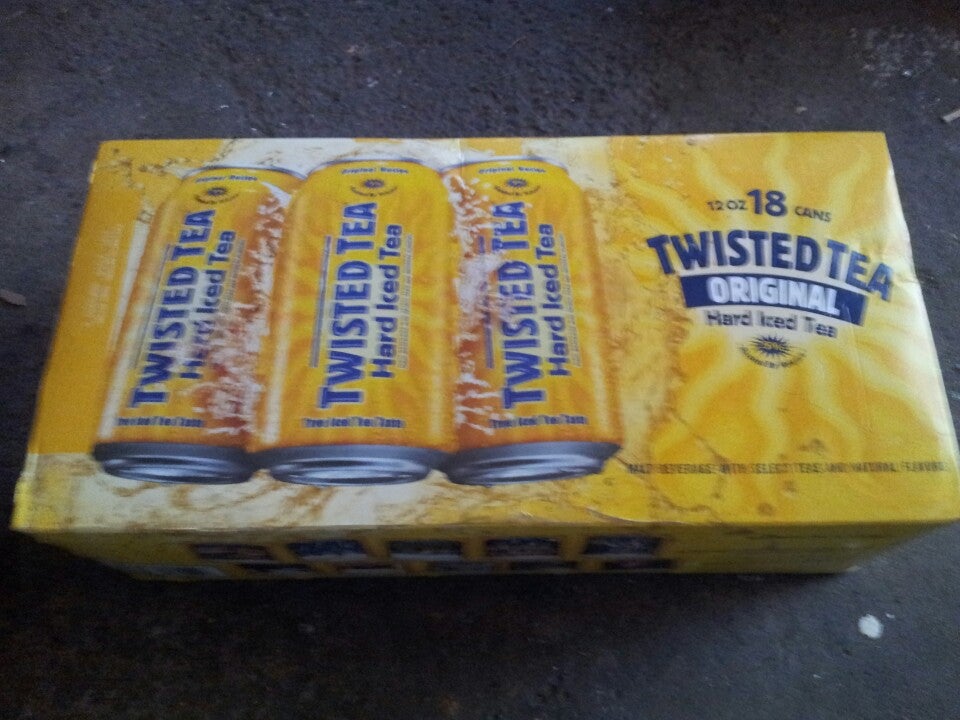 12 OZ 18 CANS
TWISTED TEA
ORIGINAL
Hard Iced Tea
MALT BEVERAGE WITH SELECT TEAS AND NATURAL FLAVORS
Original Recipe
TWISTED TEA
Hard Iced Tea
Original Recipe
TWISTED TEA
Hard Iced Tea
Original Recipe
TWISTED TEA
Hard Iced Tea